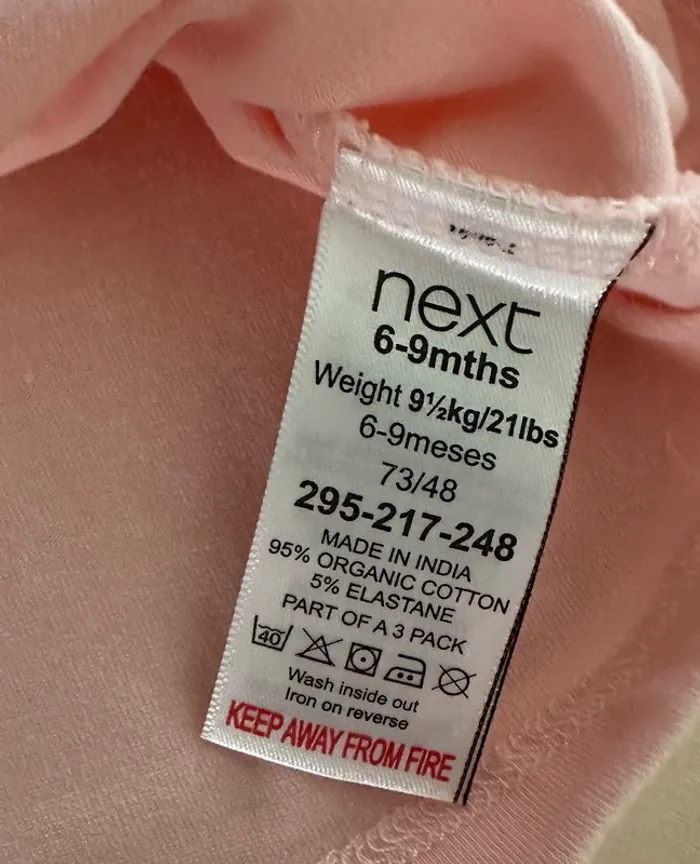 next
6-9mths
Weight 9½kg/21lbs
6-9meses
73/48
295-217-248
MADE IN INDIA
95% ORGANIC COTTON
5% ELASTANE
PART OF A 3 PACK
40
Wash inside out
Iron on reverse
KEEP AWAY FROM FIRE